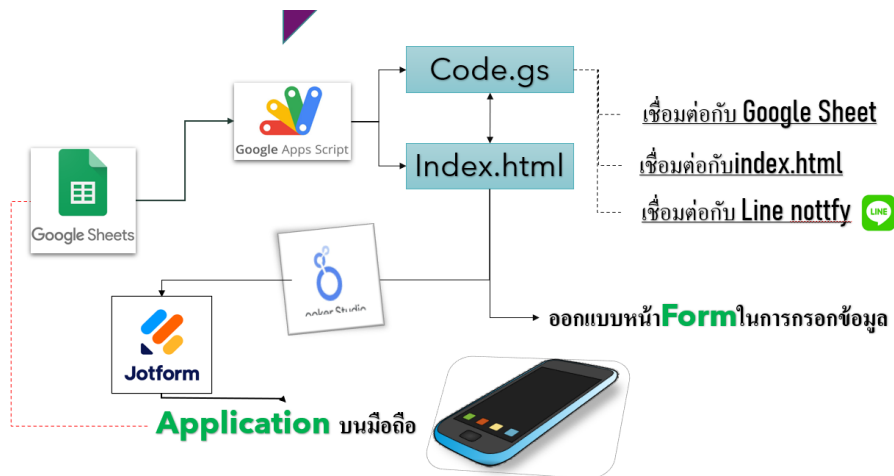 Code.gs
เชื่อมต่อกับ Google Sheet
Google Apps Script
Index.html
เชื่อมต่อกับindex.html
Google Sheets
เชื่อมต่อกับ Line nottfy
LINE
ooker Studio
ออกแบบหน้าFormในการกรอกข้อมูล
Jotform
Application บนมือถือ